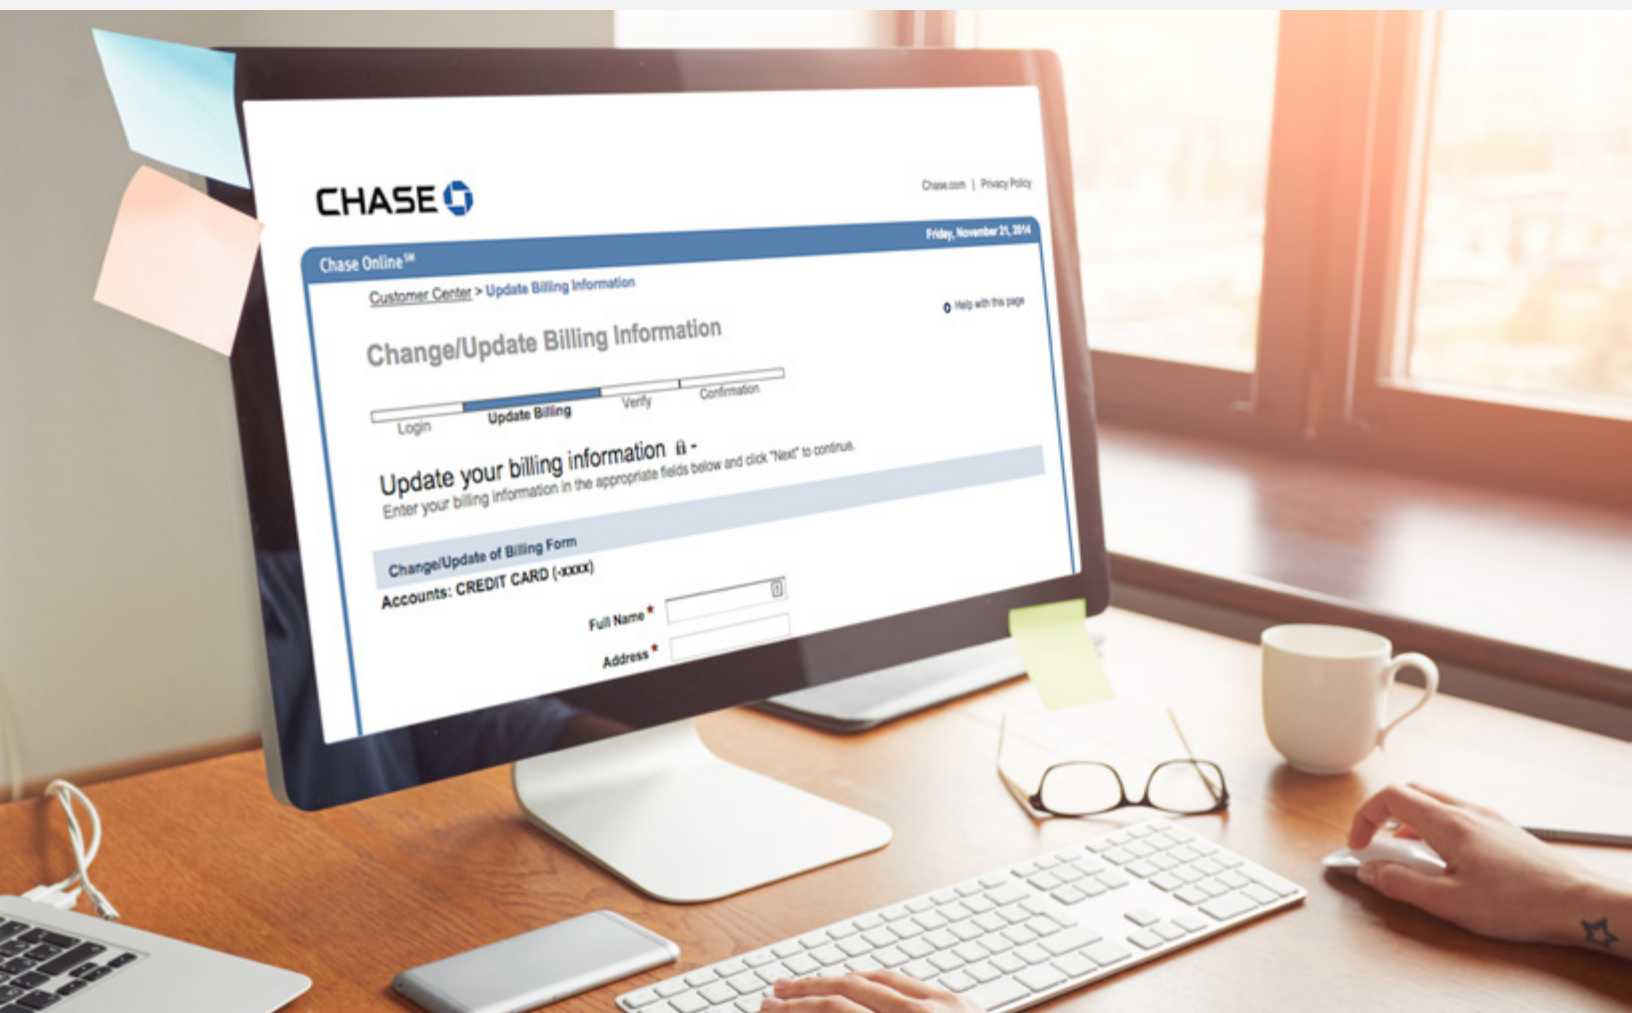 CHASE
Chase.com | Privacy Policy
Chase Online℠
Friday, November 21, 2014
Customer Center > Update Billing Information
Help with this page
Change/Update Billing Information
Login
Update Billing
Verify
Confirmation
Update your billing information -
Enter your billing information in the appropriate fields below and click "Next" to continue.
Change/Update of Billing Form
Accounts: CREDIT CARD (-xxxx)
Full Name *
Address *